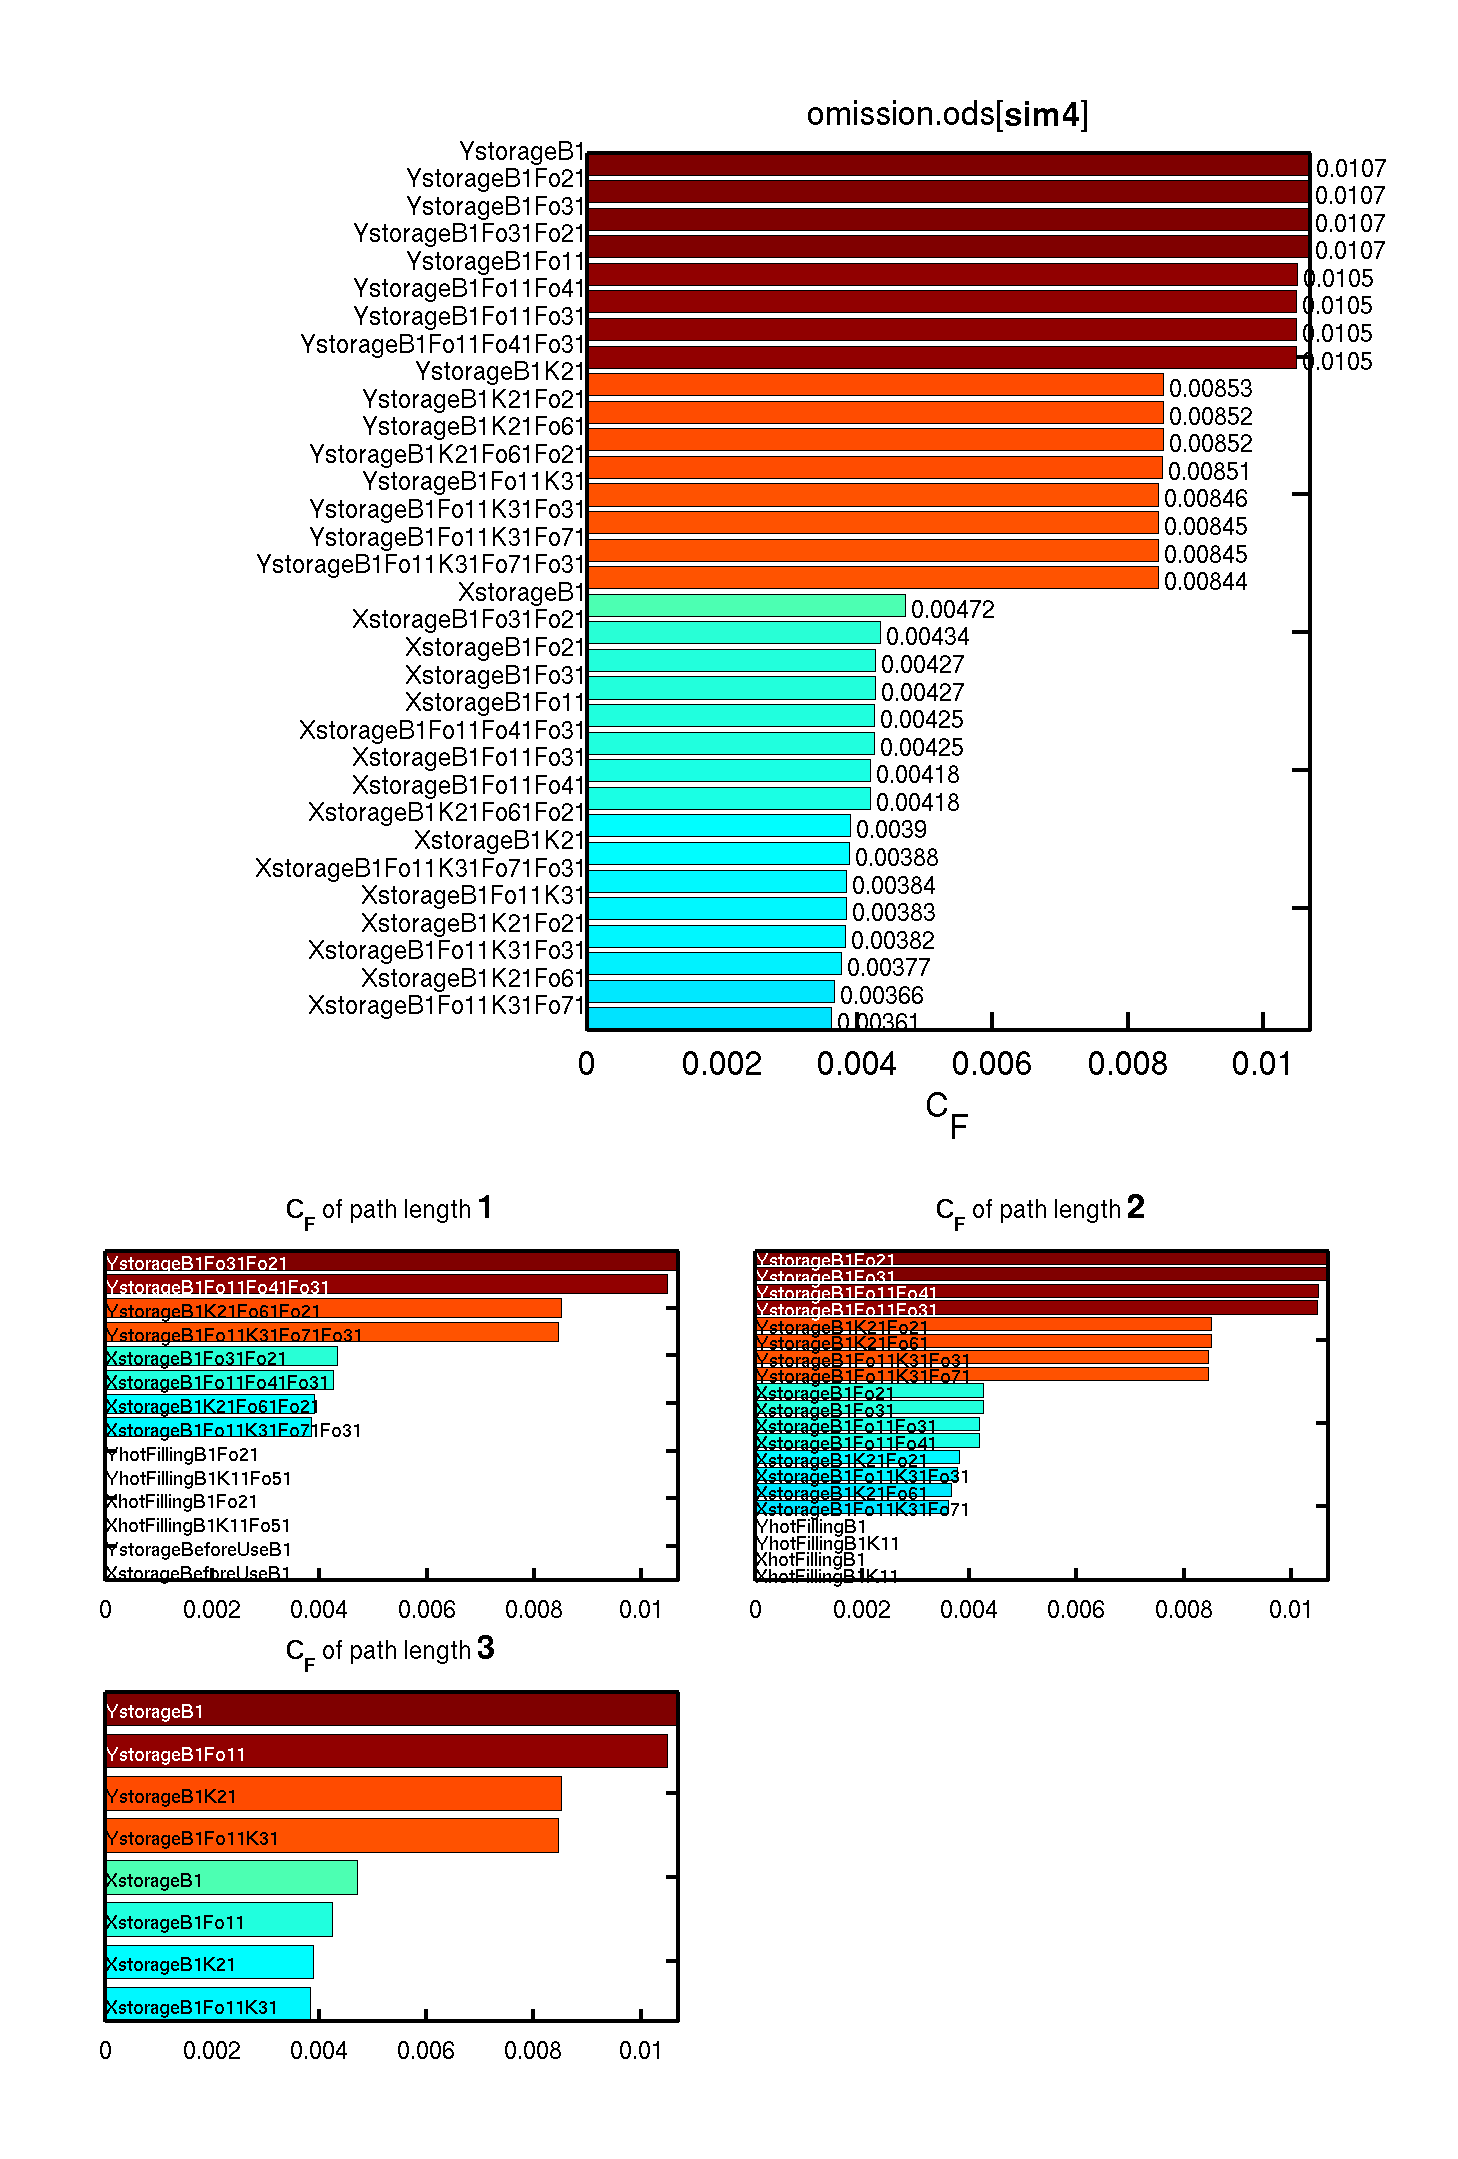 omission.ods[sim4]
YstorageB1 0.0107
YstorageB1Fo21 0.0107
YstorageB1Fo31 0.0107
YstorageB1Fo31Fo21 0.0107
YstorageB1Fo11 0.0105
YstorageB1Fo11Fo41 0.0105
YstorageB1Fo11Fo31 0.0105
YstorageB1Fo11Fo41Fo31 0.0105
YstorageB1K21 0.00853
YstorageB1K21Fo21 0.00852
YstorageB1K21Fo61 0.00852
YstorageB1K21Fo61Fo21 0.00851
YstorageB1Fo11K31 0.00846
YstorageB1Fo11K31Fo31 0.00845
YstorageB1Fo11K31Fo71 0.00845
YstorageB1Fo11K31Fo71Fo31 0.00844
XstorageB1 0.00472
XstorageB1Fo31Fo21 0.00434
XstorageB1Fo21 0.00427
XstorageB1Fo31 0.00427
XstorageB1Fo11 0.00425
XstorageB1Fo11Fo41Fo31 0.00425
XstorageB1Fo11Fo31 0.00418
XstorageB1Fo11Fo41 0.00418
XstorageB1K21Fo61Fo21 0.0039
XstorageB1K21 0.00388
XstorageB1Fo11K31Fo71Fo31 0.00384
XstorageB1Fo11K31 0.00383
XstorageB1K21Fo21 0.00382
XstorageB1Fo11K31Fo31 0.00377
XstorageB1K21Fo61 0.00366
XstorageB1Fo11K31Fo71 0.00361
0 0.002 0.004 0.006 0.008 0.01
C_F
C_F of path length 1
YstorageB1Fo31Fo21
YstorageB1Fo11Fo41Fo31
YstorageB1K21Fo61Fo21
YstorageB1Fo11K31Fo71Fo31
XstorageB1Fo31Fo21
XstorageB1Fo11Fo41Fo31
XstorageB1K21Fo61Fo21
XstorageB1Fo11K31Fo71Fo31
YhotFillingB1Fo21
YhotFillingB1K11Fo51
XhotFillingB1Fo21
XhotFillingB1K11Fo51
YstorageBeforeUseB1
XstorageBeforeUseB1
0 0.002 0.004 0.006 0.008 0.01
C_F of path length 2
YstorageB1Fo21
YstorageB1Fo31
YstorageB1Fo11Fo41
YstorageB1Fo11Fo31
YstorageB1K21Fo21
YstorageB1K21Fo61
YstorageB1Fo11K31Fo31
YstorageB1Fo11K31Fo71
XstorageB1Fo21
XstorageB1Fo31
XstorageB1Fo11Fo31
XstorageB1Fo11Fo41
XstorageB1K21Fo21
XstorageB1Fo11K31Fo31
XstorageB1K21Fo61
XstorageB1Fo11K31Fo71
YhotFillingB1
YhotFillingB1K11
XhotFillingB1
XhotFillingB1K11
0 0.002 0.004 0.006 0.008 0.01
C_F of path length 3
YstorageB1
YstorageB1Fo11
YstorageB1K21
YstorageB1Fo11K31
XstorageB1
XstorageB1Fo11
XstorageB1K21
XstorageB1Fo11K31
0 0.002 0.004 0.006 0.008 0.01